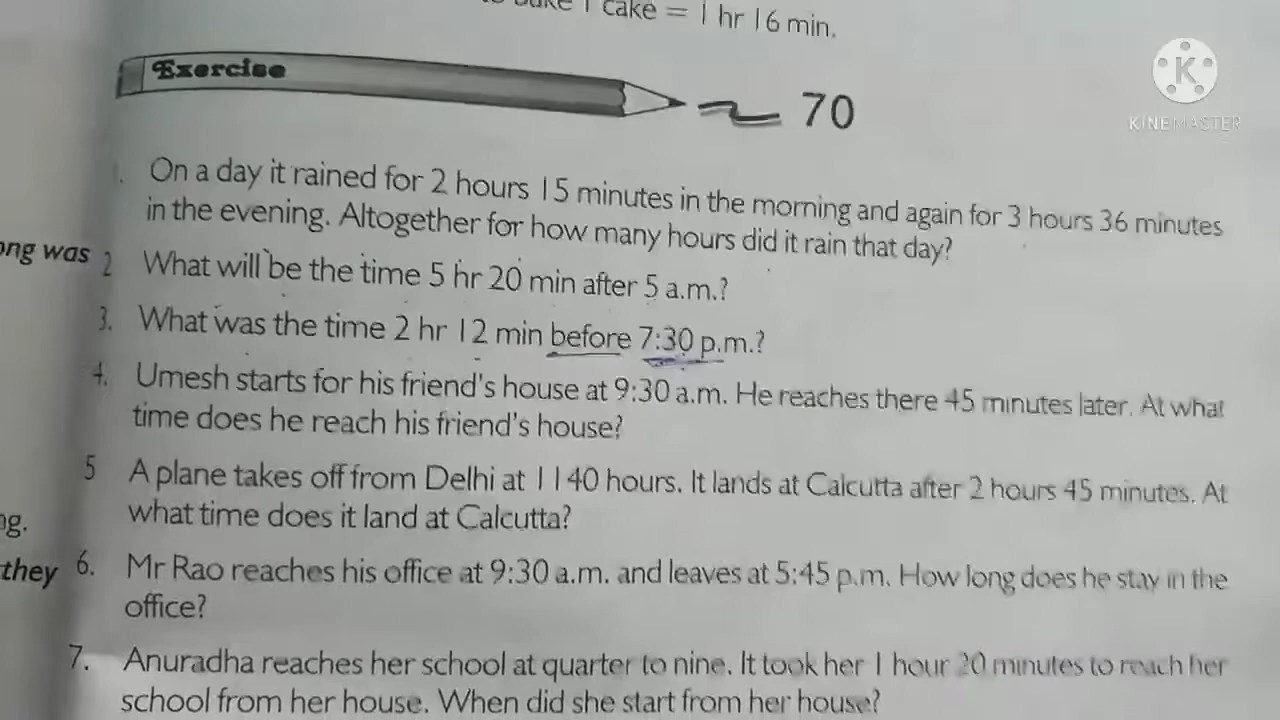 to bake 1 cake = 1 hr 16 min.
Exercise
70
KINEMASTER
1. On a day it rained for 2 hours 15 minutes in the morning and again for 3 hours 36 minutes
in the evening. Altogether for how many hours did it rain that day?
ong was
2 What will be the time 5 hr 20 min after 5 a.m.?
3. What was the time 2 hr 12 min before 7:30 p.m.?
4. Umesh starts for his friend's house at 9:30 a.m. He reaches there 45 minutes later. At what
time does he reach his friend's house?
5 A plane takes off from Delhi at 1140 hours. It lands at Calcutta after 2 hours 45 minutes. At
what time does it land at Calcutta?
ng.
they
6. Mr Rao reaches his office at 9:30 a.m. and leaves at 5:45 p.m. How long does he stay in the
office?
7. Anuradha reaches her school at quarter to nine. It took her 1 hour 20 minutes to reach her
school from her house. When did she start from her house?